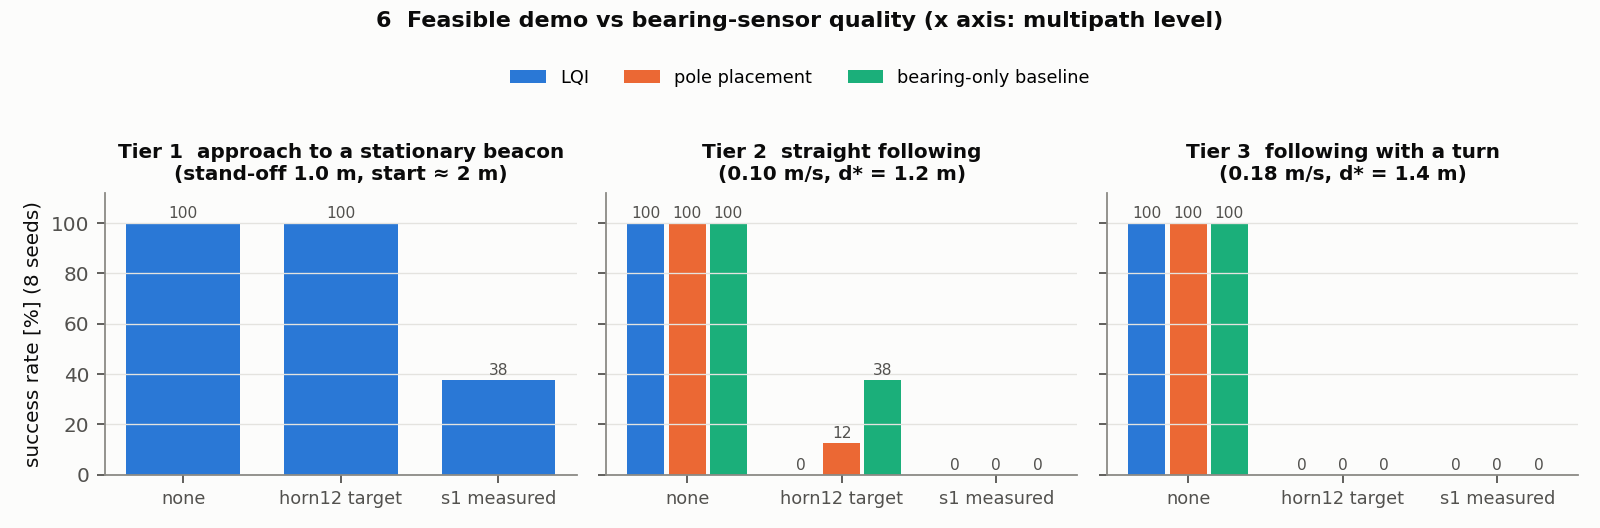 6  Feasible demo vs bearing-sensor quality (x axis: multipath level)
LQI  pole placement  bearing-only baseline
Tier 1  approach to a stationary beacon
(stand-off 1.0 m, start ≈ 2 m)
success rate [%] (8 seeds)
100
80
60
40
20
0
100  100  38
none  horn12 target  s1 measured
Tier 2  straight following
(0.10 m/s, d* = 1.2 m)
100  100  100  0  12  38  0  0  0
none  horn12 target  s1 measured
Tier 3  following with a turn
(0.18 m/s, d* = 1.4 m)
100  100  100  0  0  0  0  0  0
none  horn12 target  s1 measured